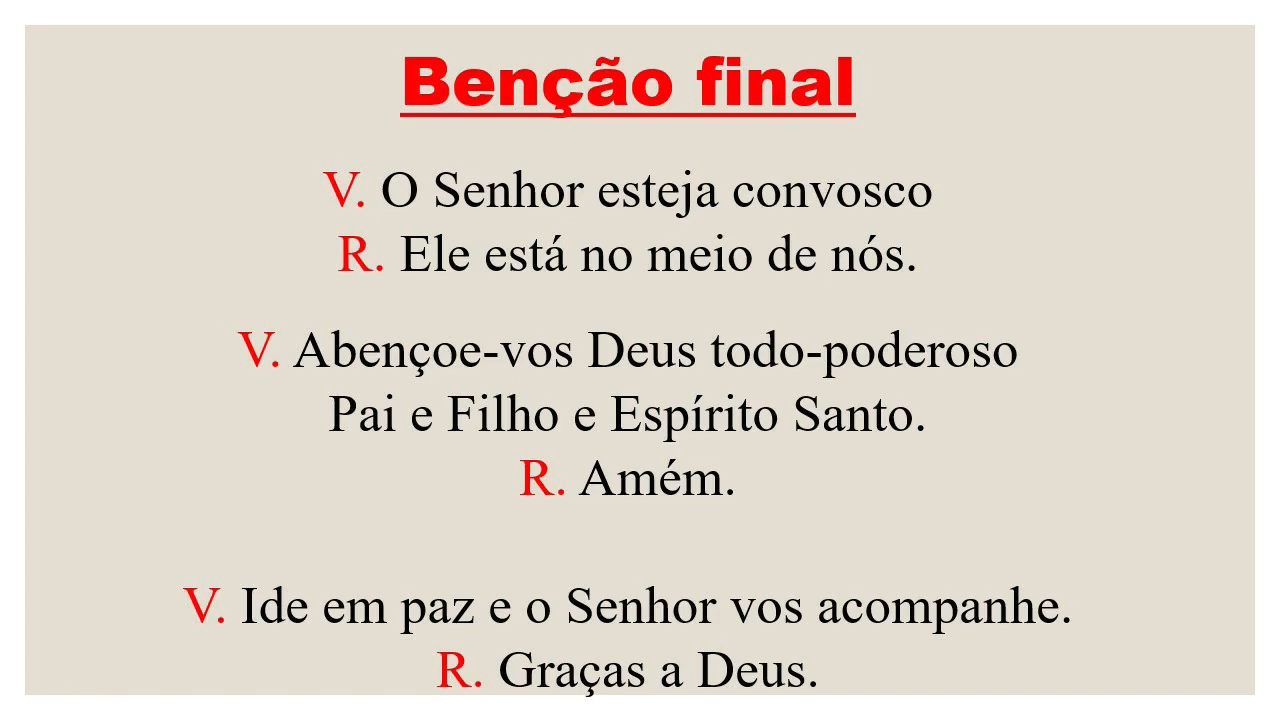 Benção final
V. O Senhor esteja convosco
R. Ele está no meio de nós.
V. Abençoe-vos Deus todo-poderoso
Pai e Filho e Espírito Santo.
R. Amém.
V. Ide em paz e o Senhor vos acompanhe.
R. Graças a Deus.